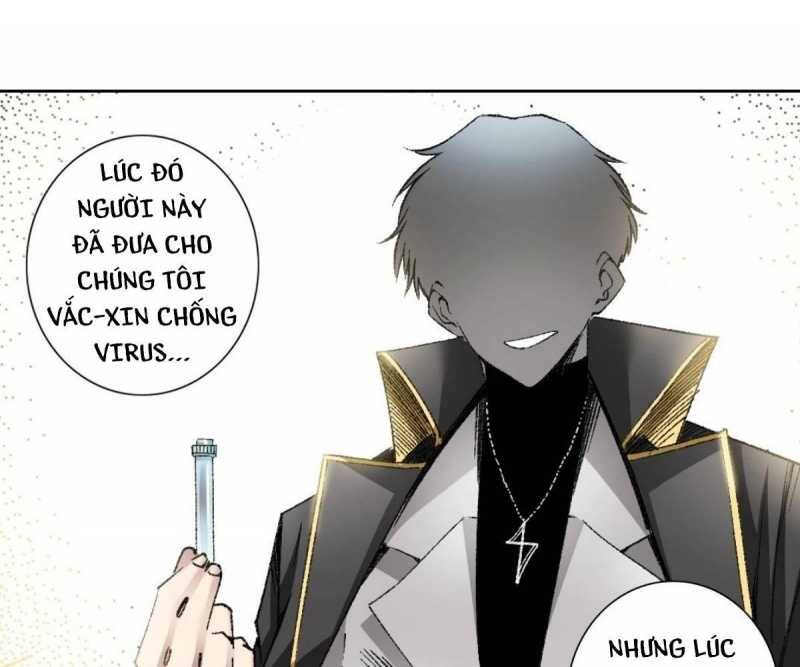 LÚC ĐÓ
NGƯỜI NÀY
ĐÃ ĐƯA CHO
CHÚNG TÔI
VẮC-XIN CHỐNG
VIRUS...
NHƯNG LÚC